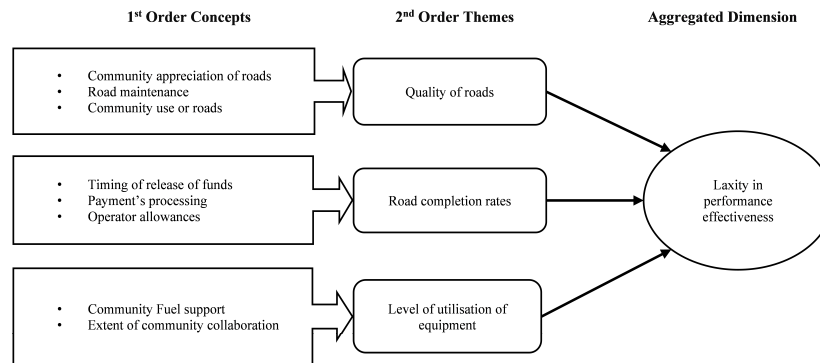 1st Order Concepts
2nd Order Themes
Aggregated Dimension
• Community appreciation of roads
• Road maintenance
• Community use or roads
Quality of roads
• Timing of release of funds
• Payment's processing
• Operator allowances
Road completion rates
Laxity in
performance
effectiveness
• Community Fuel support
• Extent of community collaboration
Level of utilisation of
equipment